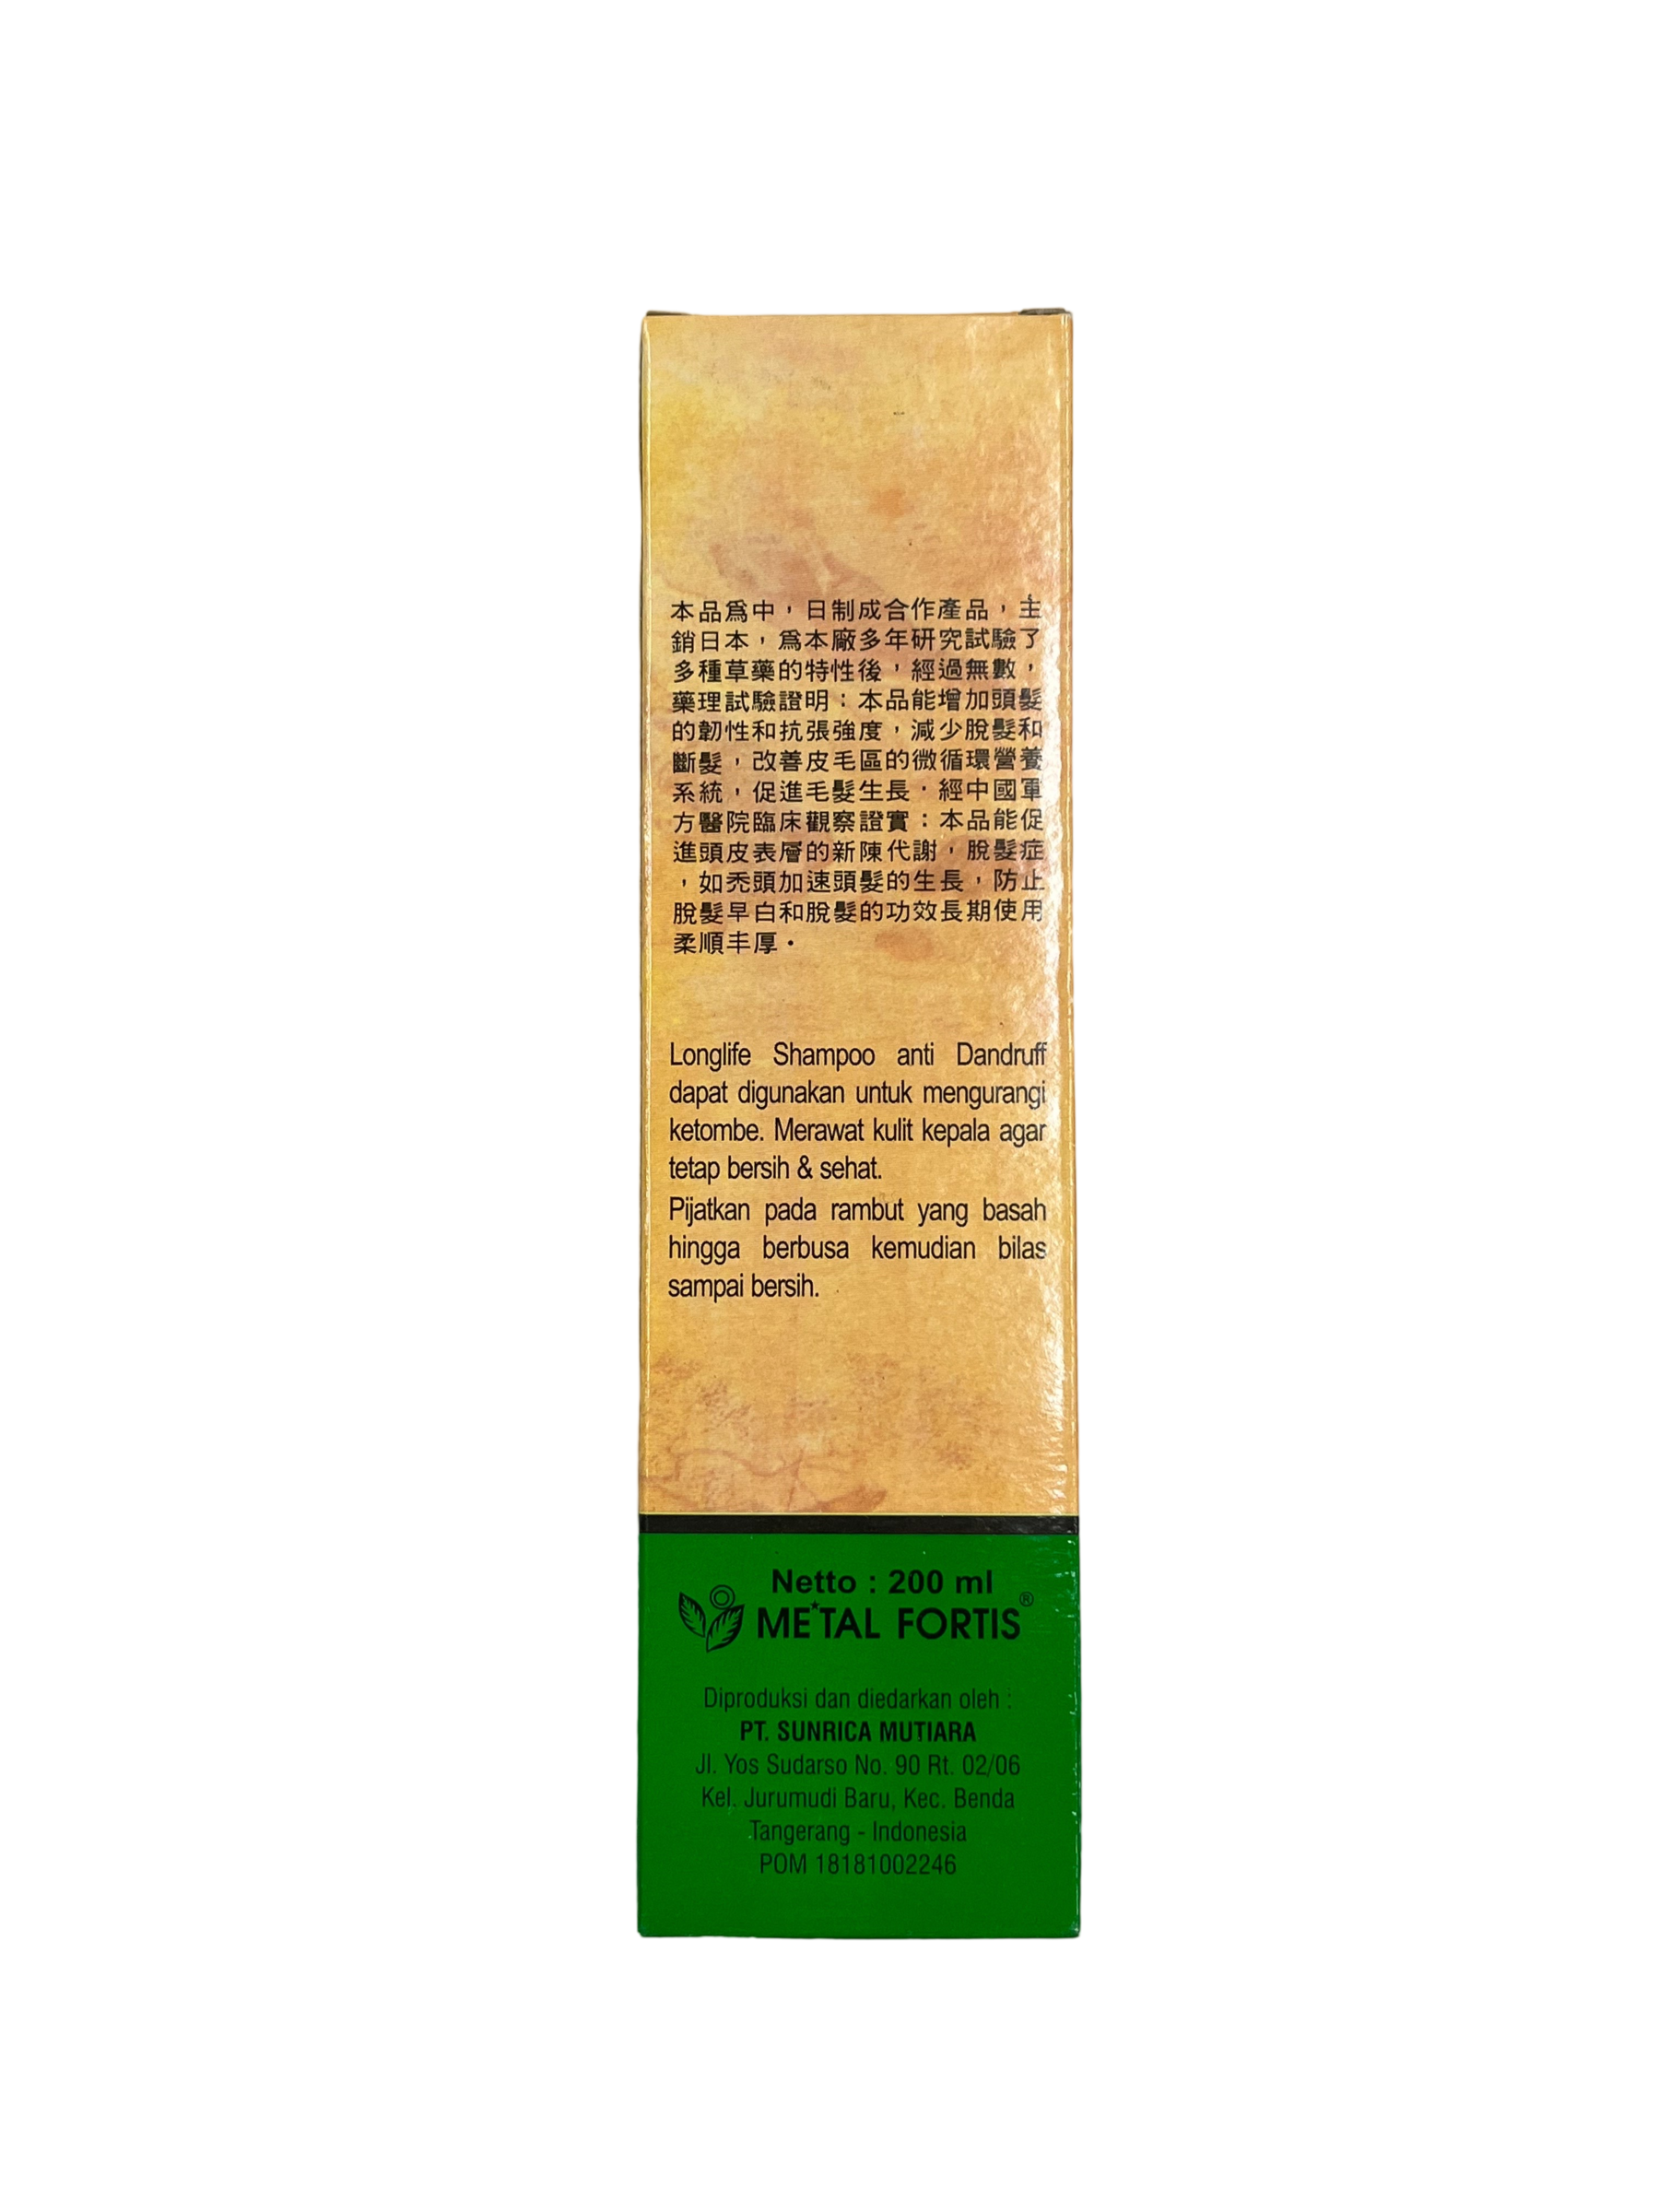 本品爲中，日制成合作產品，主
銷日本，爲本廠多年研究試驗了
多種草藥的特性後，經過無數，
藥理試驗證明：本品能增加頭髮
的韌性和抗張強度，減少脫髮和
斷髮，改善皮毛區的微循環營養
系統，促進毛髮生長．經中國軍
方醫院臨床觀察證實：本品能促
進頭皮表層的新陳代謝，脫髮症
，如禿頭加速頭髮的生長，防止
脫髮早白和脫髮的功效長期使用
柔順丰厚．
Longlife Shampoo anti Dandruff
dapat digunakan untuk mengurangi
ketombe. Merawat kulit kepala agar
tetap bersih & sehat.
Pijatkan pada rambut yang basah
hingga berbusa kemudian bilas
sampai bersih.
Netto : 200 ml
METAL FORTIS®
Diproduksi dan diedarkan oleh :
PT. SUNRICA MUTIARA
Jl. Yos Sudarso No. 90 Rt. 02/06
Kel. Jurumudi Baru, Kec. Benda
Tangerang - Indonesia
POM 18181002246